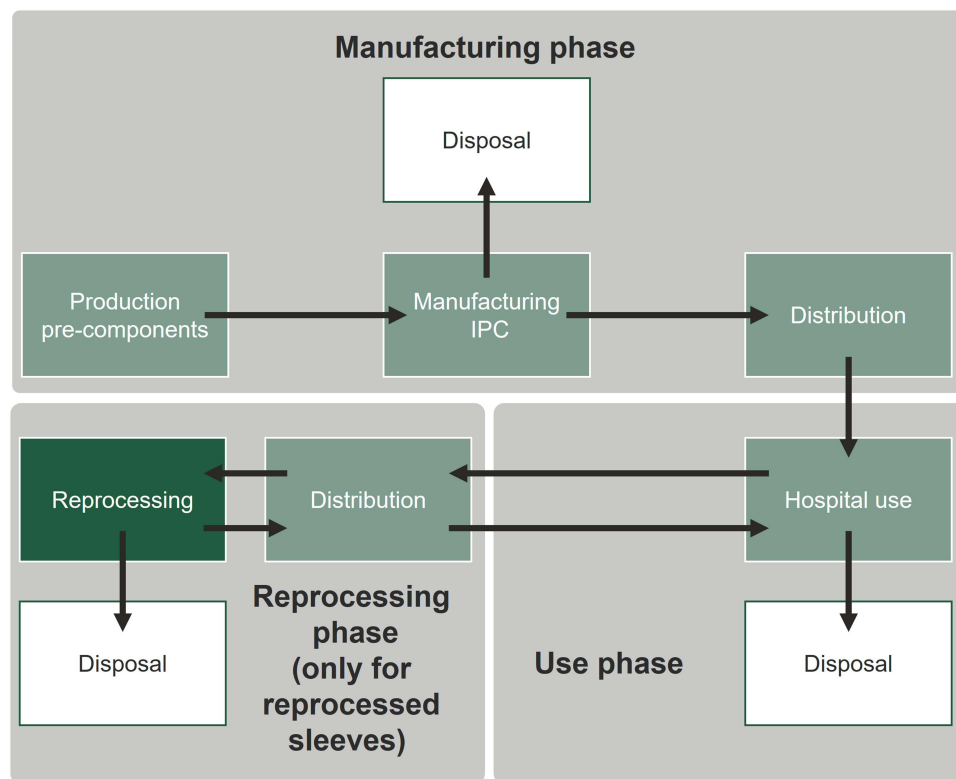 Manufacturing phase
Disposal
Production
pre-components
Manufacturing
IPC
Distribution
Reprocessing
Distribution
Hospital use
Reprocessing
phase
(only for
reprocessed
sleeves)
Use phase
Disposal
Disposal